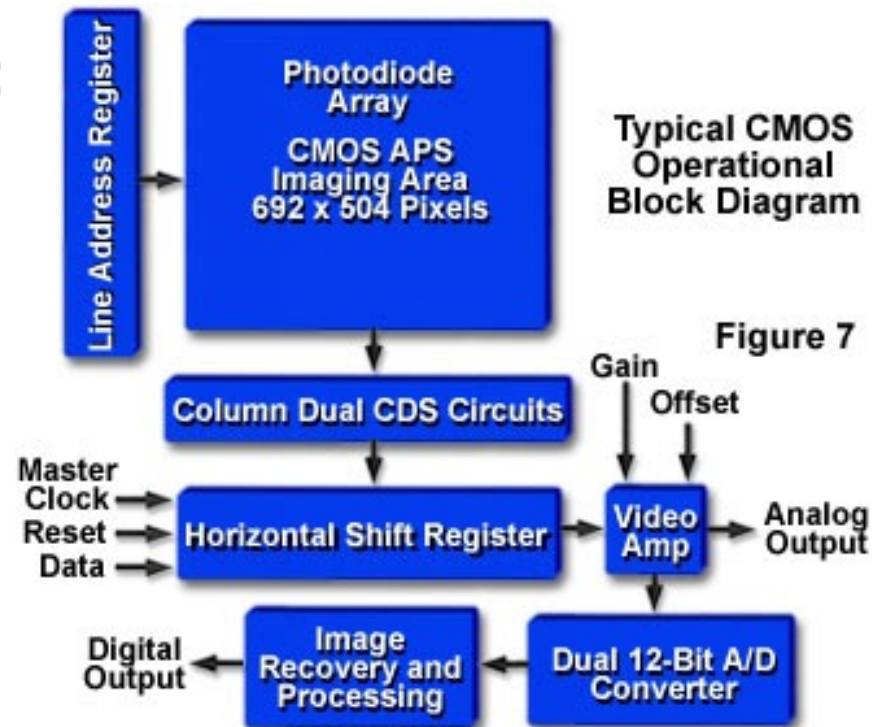 Line Address Register
Photodiode
Array
CMOS APS
Imaging Area
692 x 504 Pixels
Typical CMOS
Operational
Block Diagram
Figure 7
Column Dual CDS Circuits
Gain
Offset
Master
Clock
Reset
Data
Horizontal Shift Register
Video
Amp
Analog
Output
Digital
Output
Image
Recovery and
Processing
Dual 12-Bit A/D
Converter